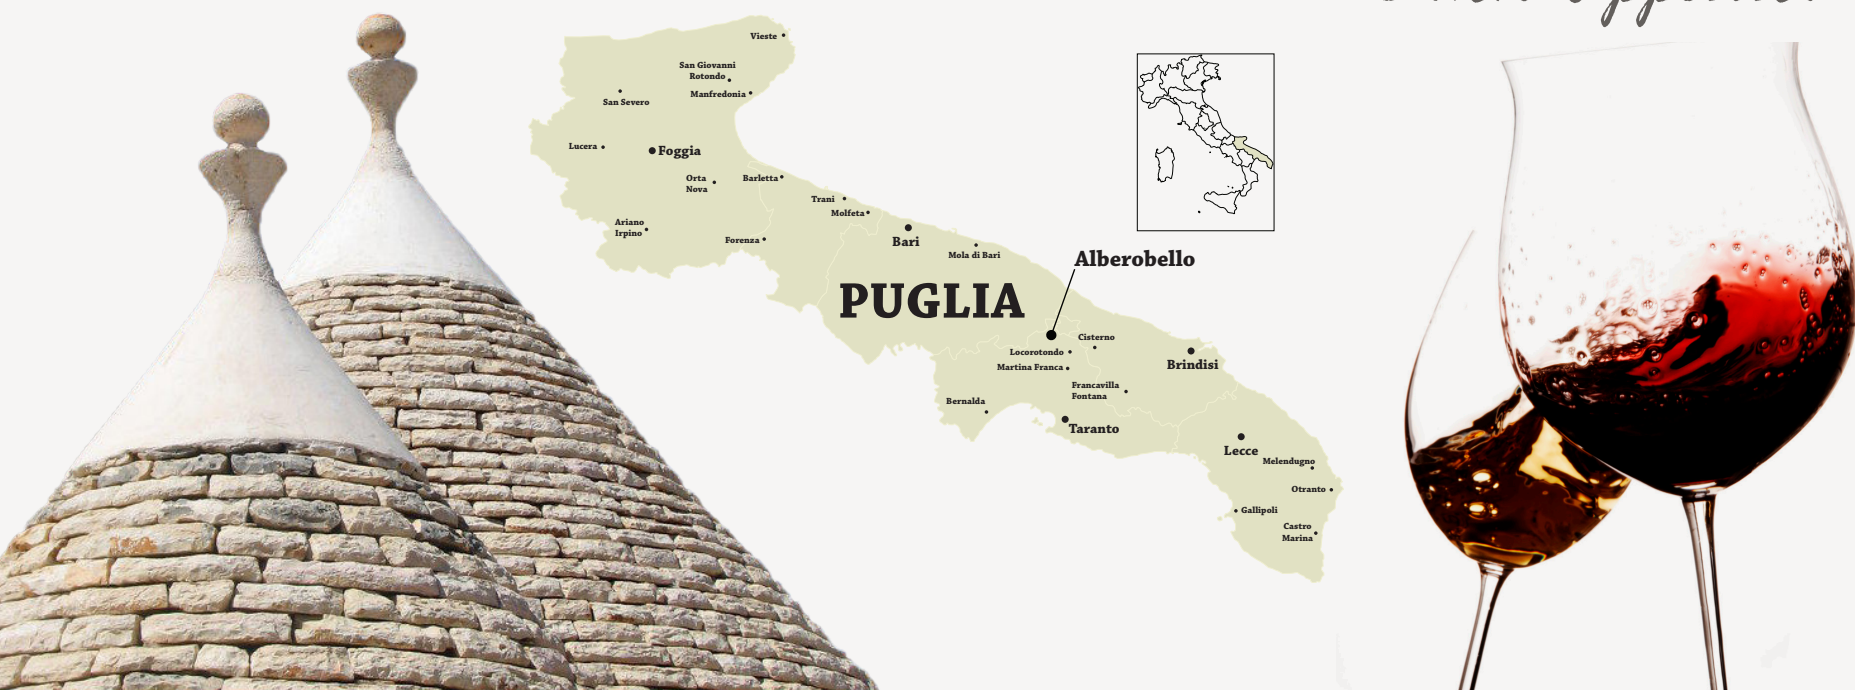 Vieste
San Giovanni
Rotondo
Manfredonia
San Severo
Lucera
Foggia
Orta
Nova
Barletta
Trani
Molfeta
Ariano
Irpino
Forenza
Bari
Mola di Bari
Alberobello
PUGLIA
Cisterno
Locorotondo
Martina Franca
Brindisi
Francavilla
Fontana
Bernalda
Taranto
Lecce
Melendugno
Otranto
Gallipoli
Castro
Marina